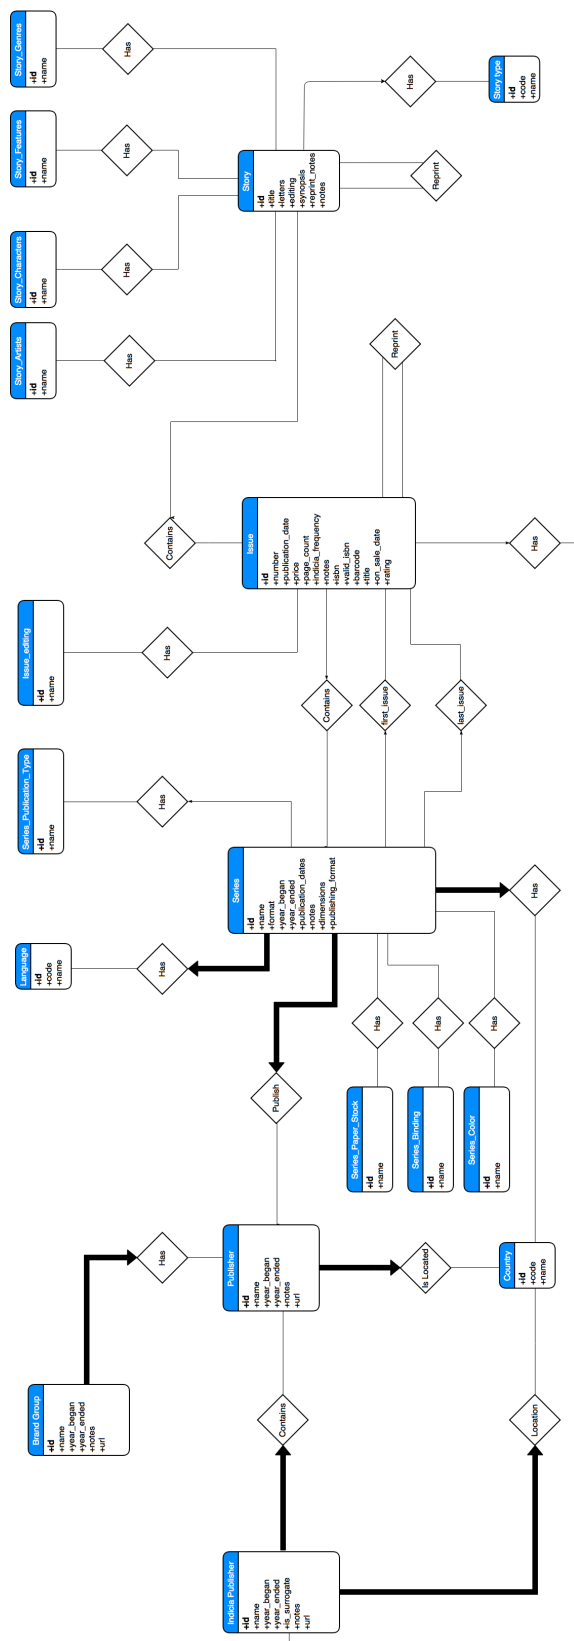 Story_Genres
+id
+name
Has
Story type
+id
+code
+name
Has
Story_Features
+id
+name
Has
Story
+id
+title
+letters
+editing
+synopsis
+reprint_notes
+notes
Reprint
Story_Characters
+id
+name
Has
Story_Artists
+id
+name
Has
Reprint
Contains
Issue
+id
+number
+publication_date
+price
+page_count
+indicia_frequency
+notes
+isbn
+valid_isbn
+barcode
+title
+on_sale_date
+rating
Has
Issue_editing
+id
+name
Has
Contains
first_issue
last_issue
Series_Publication_Type
+id
+name
Has
Series
+id
+name
+format
+year_began
+year_ended
+publication_dates
+notes
+dimensions
+publishing_format
Has
Language
+id
+code
+name
Has
Has
Has
Has
Publish
Series_Paper_Stock
+id
+name
Series_Binding
+id
+name
Series_Color
+id
+name
Has
Publisher
+id
+name
+year_began
+year_ended
+notes
+url
Is Located
Country
+id
+code
+name
Brand Group
+id
+name
+year_began
+year_ended
+notes
+url
Contains
Location
Indicia Publisher
+id
+name
+year_began
+year_ended
+is_surrogate
+notes
+url